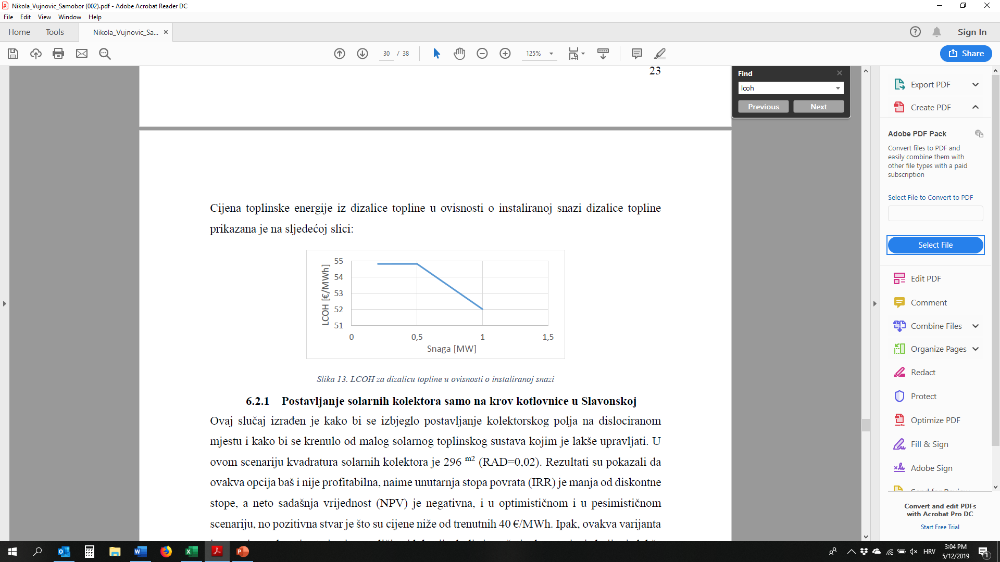 Nikola_Vujnovic_Samobor (002).pdf - Adobe Acrobat Reader DC
File Edit View Window Help
Home Tools Nikola_Vujnovic_Sa... Sign In
30 / 38 125% Share
23
Find
lcoh
Previous Next
Cijena toplinske energije iz dizalice topline u ovisnosti o instaliranoj snazi dizalice topline
prikazana je na sljedećoj slici:
55
54
53
52
51
LCOH [€/MWh]
0 0,5 1 1,5
Snaga [MW]
Slika 13. LCOH za dizalicu topline u ovisnosti o instaliranoj snazi
6.2.1 Postavljanje solarnih kolektora samo na krov kotlovnice u Slavonskoj
Ovaj slučaj izrađen je kako bi se izbjeglo postavljanje kolektorskog polja na dislociranom
mjestu i kako bi se krenulo od malog solarnog toplinskog sustava kojim je lakše upravljati. U
ovom scenariju kvadratura solarnih kolektora je 296 m2 (RAD=0,02). Rezultati su pokazali da
ovakva opcija baš i nije profitabilna, naime unutarnja stopa povrata (IRR) je manja od diskontne
stope, a neto sadašnja vrijednost (NPV) je negativna, i u optimističnom i u pesimističnom
scenariju, no pozitivna stvar je što su cijene niže od trenutnih 40 €/MWh. Ipak, ovakva varijanta
Export PDF
Create PDF
Adobe PDF Pack
Convert files to PDF and
easily combine them with
other file types with a paid
subscription
Select File to Convert to PDF
Select File
Edit PDF
Comment
Combine Files
Organize Pages
Redact
Protect
Optimize PDF
Fill & Sign
Adobe Sign
Send for Review
Convert and edit PDFs
with Acrobat Pro DC
Start Free Trial
HRV
3:04 PM
5/12/2019
1